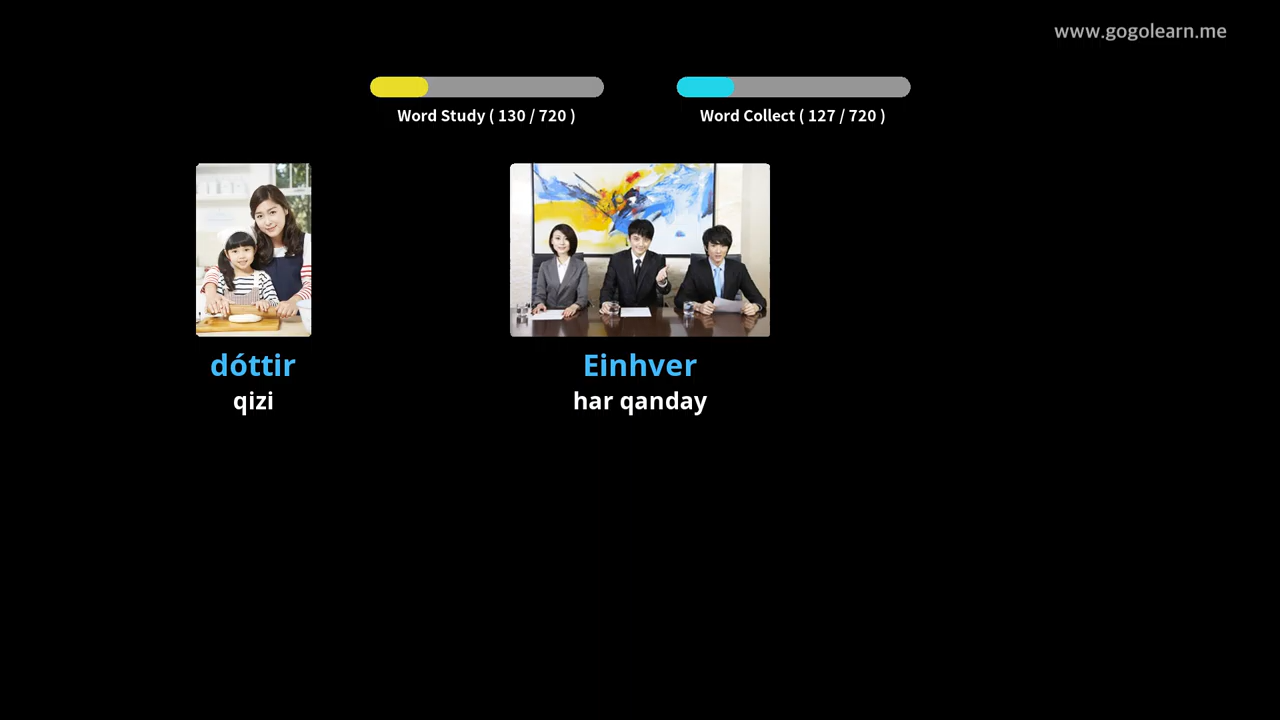 www.gogolearn.me
Word Study ( 130 / 720 )
Word Collect ( 127 / 720 )
dóttir
qizi
Einhver
har qanday